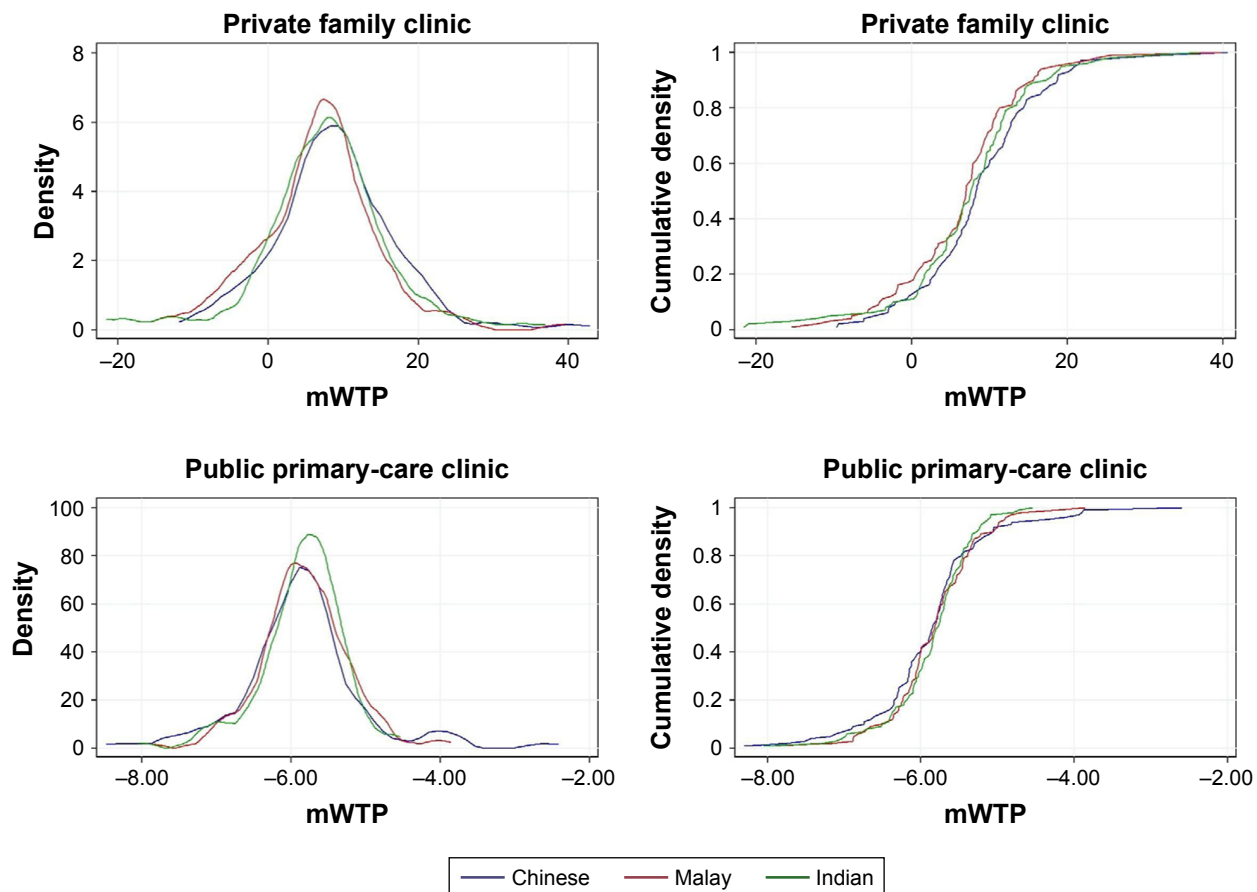 Private family clinic
Density
8
6
4
2
0
–20 0 20 40
mWTP
Private family clinic
Cumulative density
1
0.8
0.6
0.4
0.2
0
–20 0 20 40
mWTP
Public primary-care clinic
Density
100
80
60
40
20
0
–8.00 –6.00 –4.00 –2.00
mWTP
Public primary-care clinic
Cumulative density
1
0.8
0.6
0.4
0.2
0
–8.00 –6.00 –4.00 –2.00
mWTP
Chinese Malay Indian